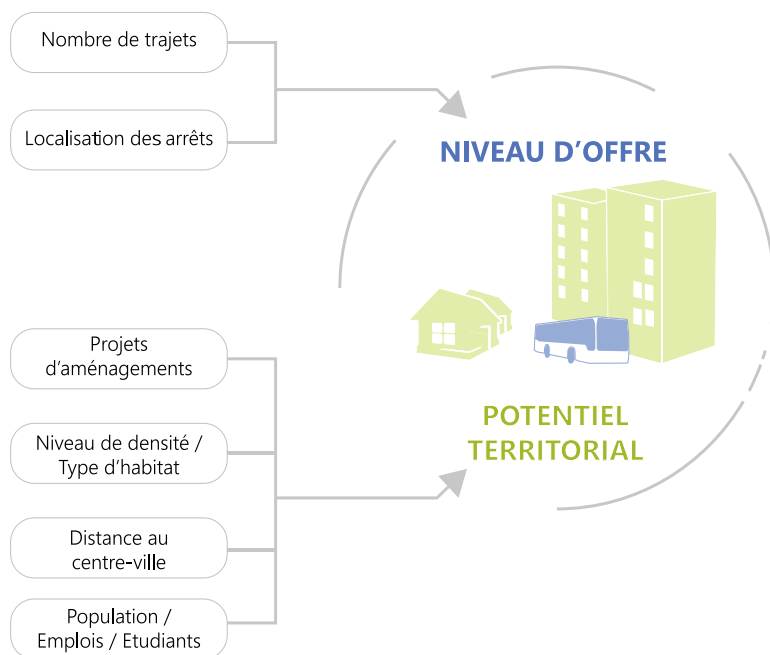 Nombre de trajets
Localisation des arrêts
NIVEAU D'OFFRE
Projets
d'aménagements
Niveau de densité /
Type d'habitat
Distance au
centre-ville
Population /
Emplois / Etudiants
POTENTIEL
TERRITORIAL